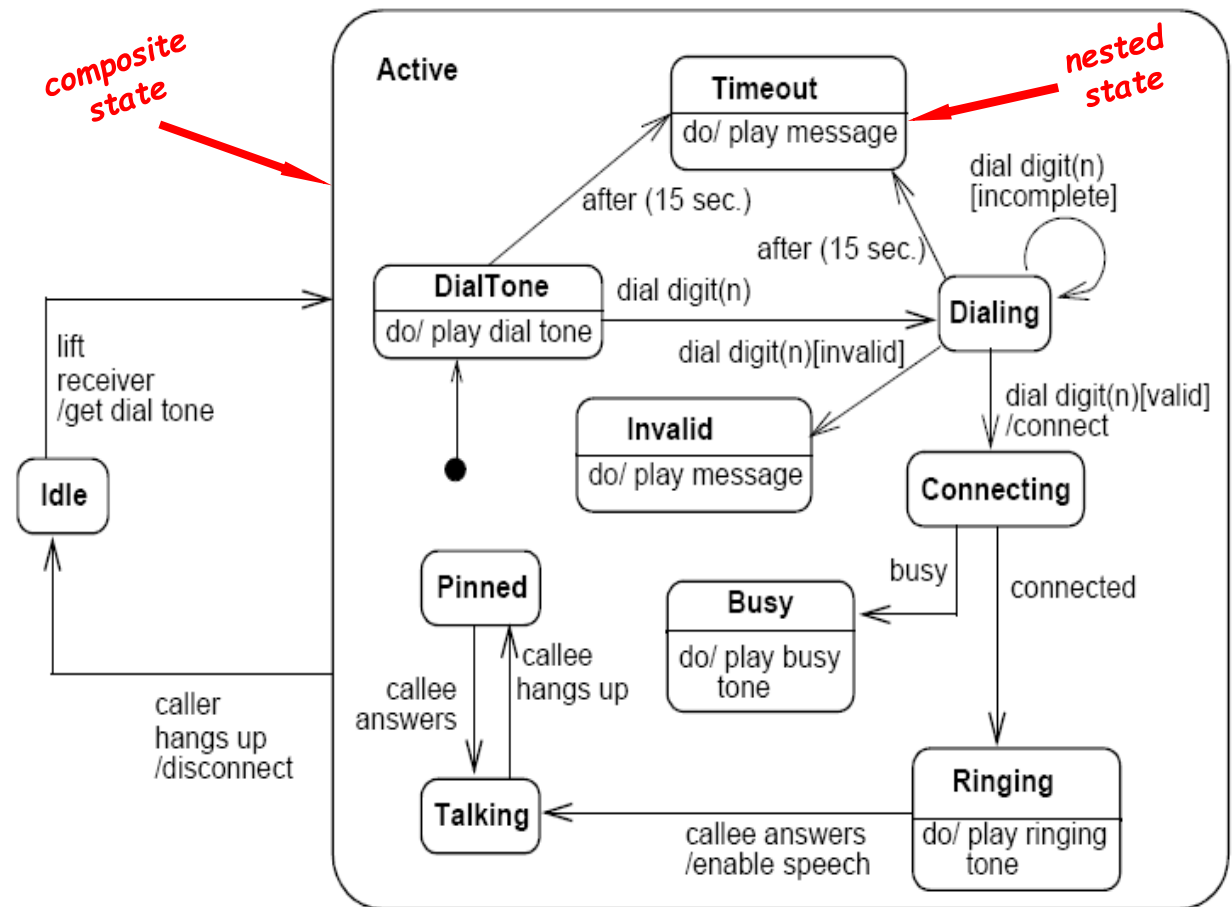 composite
state
Active
nested
state
Timeout
do/ play message
dial digit(n)
[incomplete]
after (15 sec.)
after (15 sec.)
DialTone
do/ play dial tone
dial digit(n)
Dialing
lift
receiver
/get dial tone
dial digit(n)[invalid]
dial digit(n)[valid]
/connect
Invalid
do/ play message
Idle
Connecting
Pinned
busy
connected
Busy
do/ play busy
tone
callee
hangs up
callee
answers
caller
hangs up
/disconnect
Talking
callee answers
/enable speech
Ringing
do/ play ringing
tone